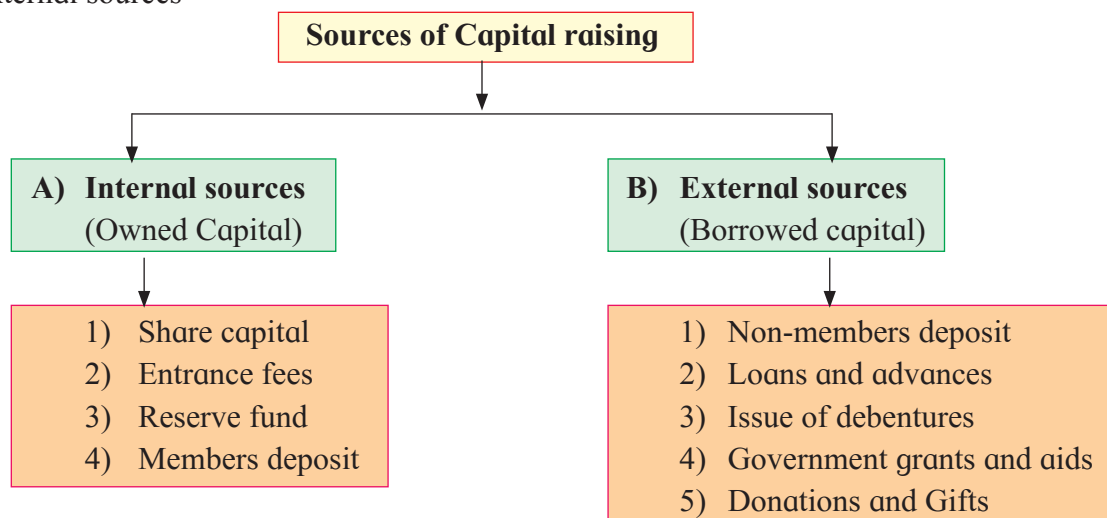 sources
Sources of Capital raising
A) Internal sources
(Owned Capital)
B) External sources
(Borrowed capital)
1) Share capital
2) Entrance fees
3) Reserve fund
4) Members deposit
1) Non-members deposit
2) Loans and advances
3) Issue of debentures
4) Government grants and aids
5) Donations and Gifts